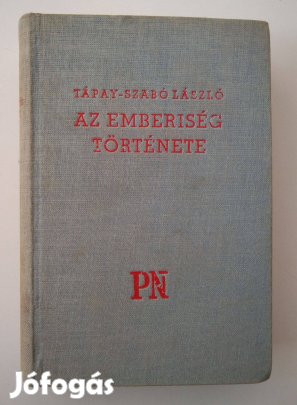 TÁPAY-SZABÓ LÁSZLÓ
AZ EMBERISÉG
TÖRTÉNETE
PN
Jófogás